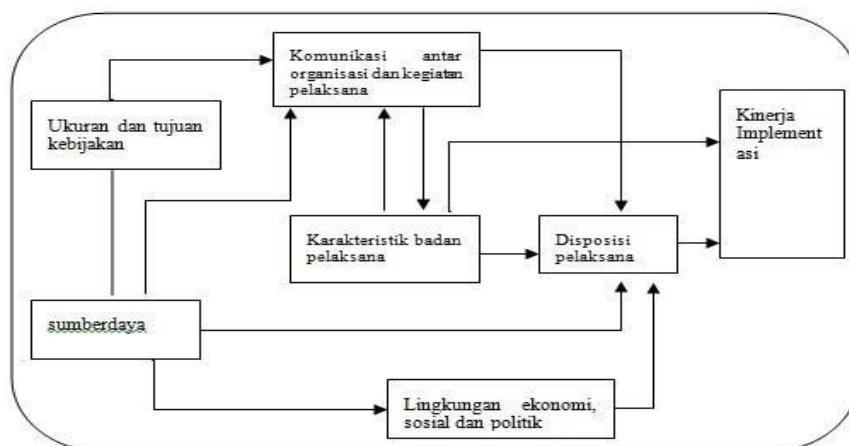 Komunikasi antar
organisasi dan kegiatan
pelaksana
Ukuran dan tujuan
kebijakan
Kinerja
Implement
asi
Karakteristik badan
pelaksana
Disposisi
pelaksana
sumberdaya
Lingkungan ekonomi,
sosial dan politik